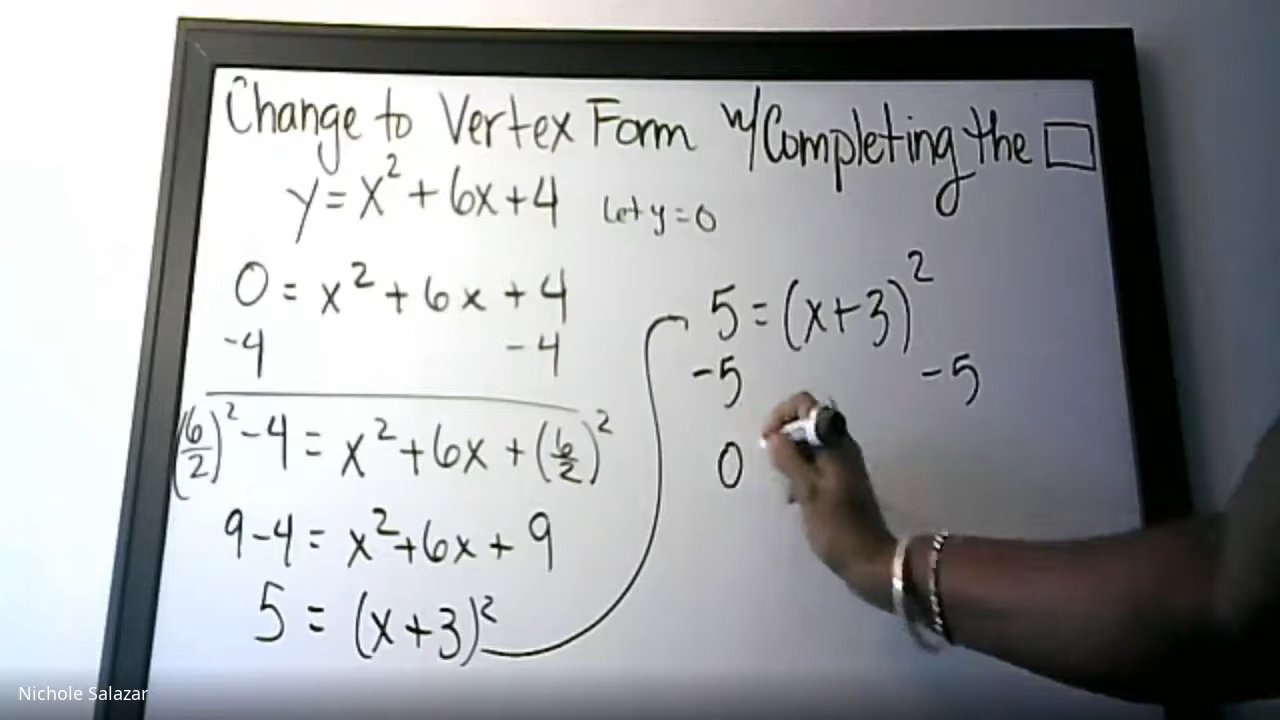 Change to Vertex Form w/Completing the □
y = x² + 6x + 4 let y = 0
0 = x² + 6x + 4
-4 -4
(6/2)² - 4 = x² + 6x + (6/2)²
9 - 4 = x² + 6x + 9
5 = (x + 3)²
5 = (x + 3)²
-5 -5
0
Nichole Salazar